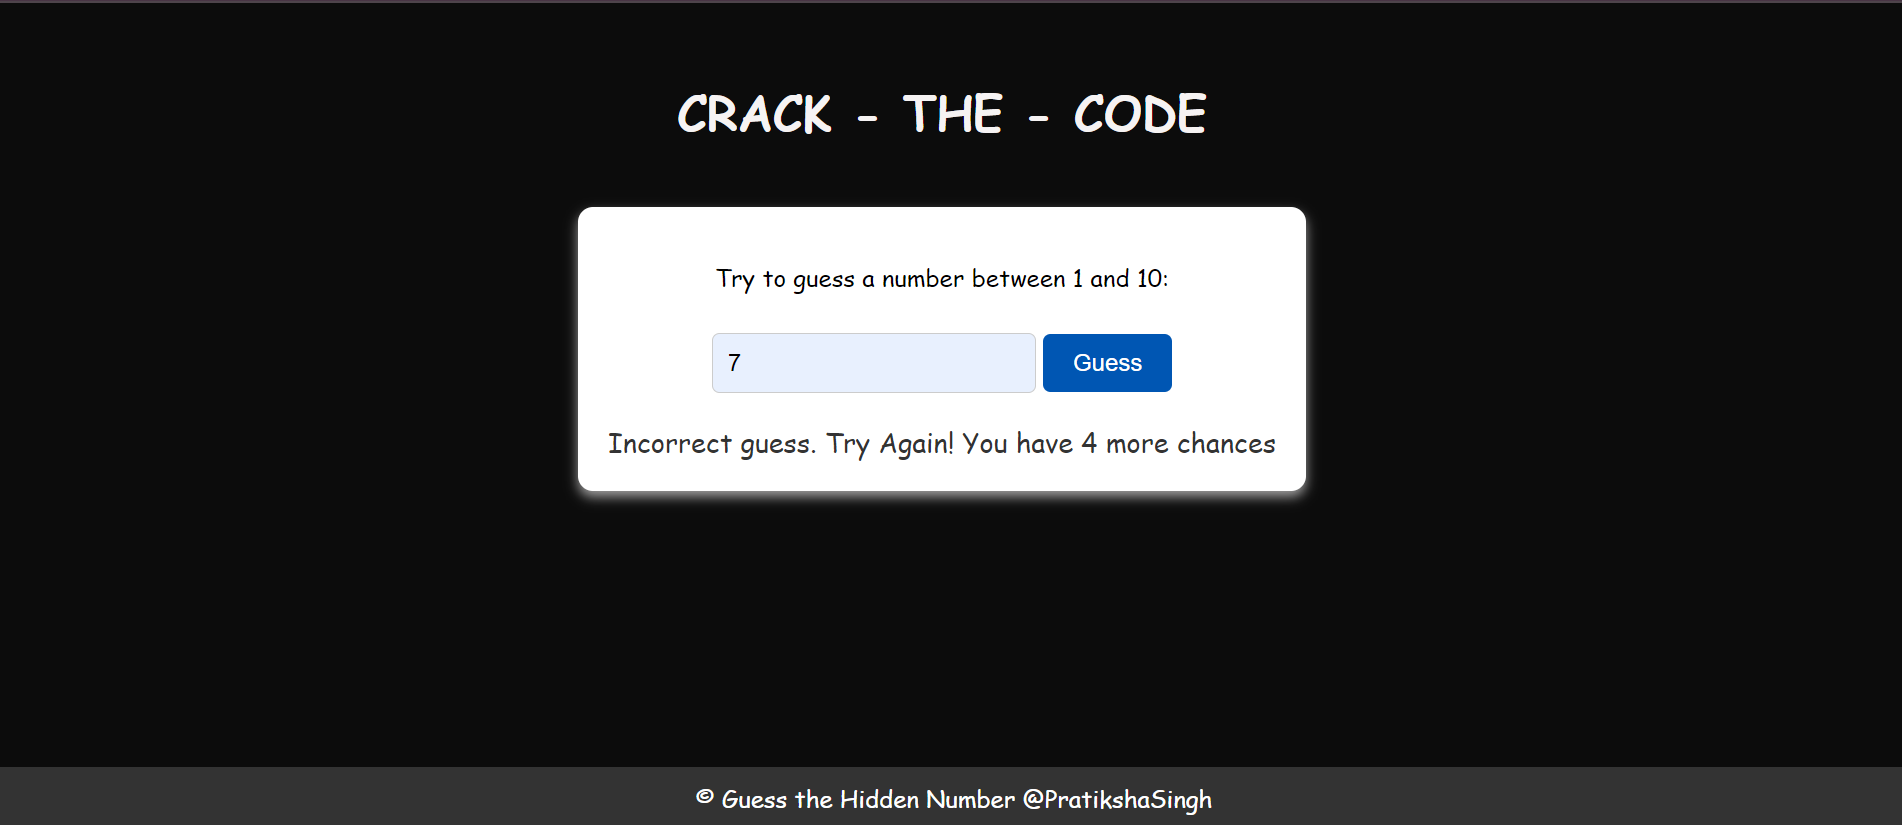 CRACK - THE - CODE
Try to guess a number between 1 and 10:
7
Guess
Incorrect guess. Try Again! You have 4 more chances
© Guess the Hidden Number @PratikshaSingh